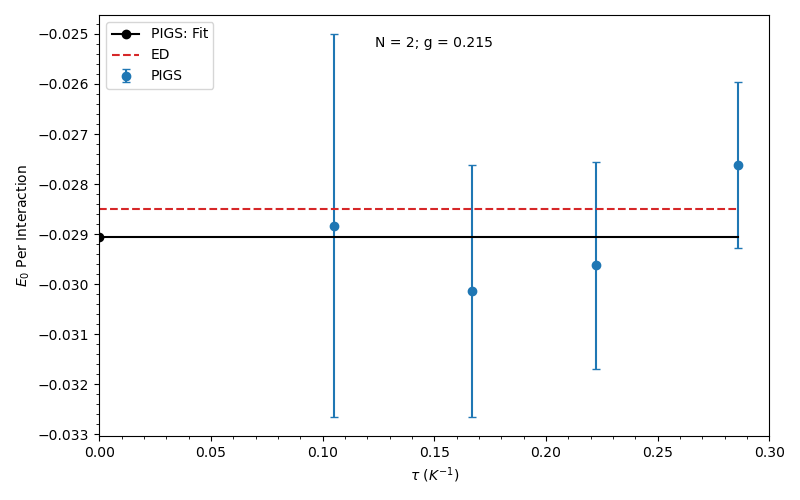 PIGS: Fit
ED
PIGS
N = 2; g = 0.215
−0.025
−0.026
−0.027
−0.028
−0.029
−0.030
−0.031
−0.032
−0.033
E₀ Per Interaction
0.00 0.05 0.10 0.15 0.20 0.25 0.30
τ (K⁻¹)